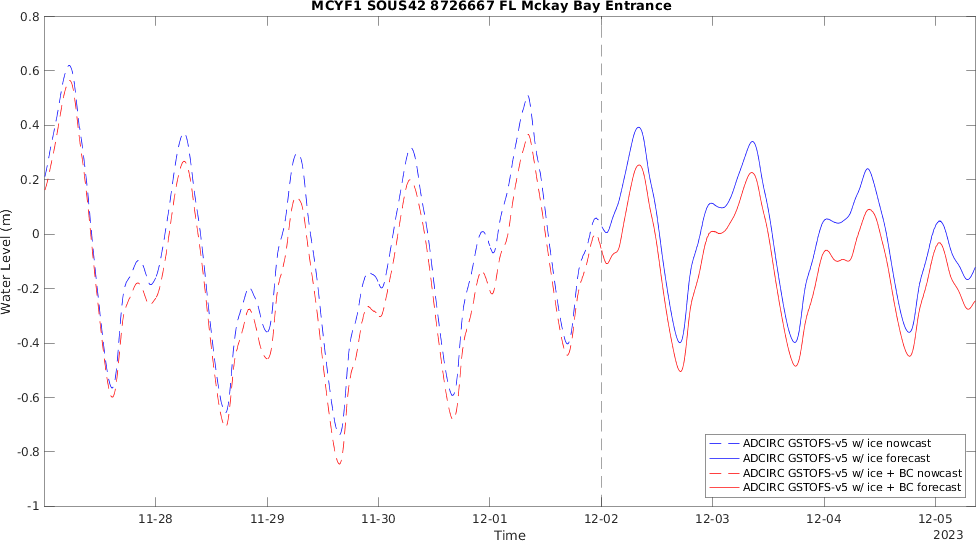 MCYF1 SOUS42 8726667 FL Mckay Bay Entrance
0.8
0.6
0.4
0.2
0
-0.2
-0.4
-0.6
-0.8
-1
Water Level (m)
ADCIRC GSTOFS-v5 w/ ice nowcast
ADCIRC GSTOFS-v5 w/ ice forecast
ADCIRC GSTOFS-v5 w/ ice + BC nowcast
ADCIRC GSTOFS-v5 w/ ice + BC forecast
11-28 11-29 11-30 12-01 12-02 12-03 12-04 12-05
Time
2023